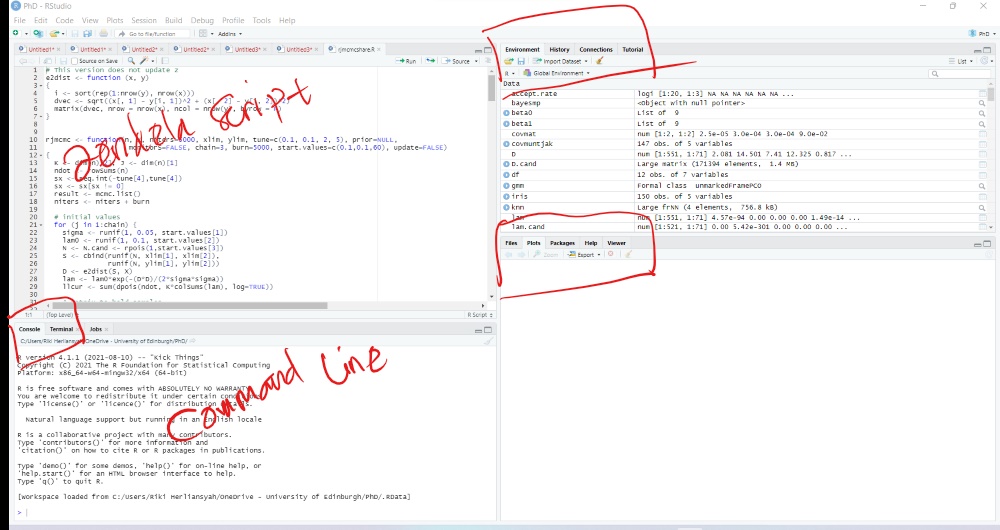 PhD - RStudio
File Edit Code View Plots Session Build Debug Profile Tools Help
Go to file/function Addins PhD
Untitled1* Untitled1* Untitled2* Untitled2* Untitled3* Untitled3* rjmcmcscore.R
Source on Save Run Source
1 # This version does not update z
2 e2dist <- function (x, y)
3 {
4 i <- sort(rep(1:nrow(y), nrow(x)))
5 dvec <- sqrt((x[, 1] - y[i, 1])^2 + (x[, 2] - y[i, 2])^2)
6 matrix(dvec, nrow = nrow(x), ncol = nrow(y), byrow =
7 }
8
9
10 rjmcmc <- function(n, niters=5000, xlim, ylim, tune=c(0.1, 0.1, 2, 5), prior=NULL,
11 monitors=FALSE, chain=3, burn=5000, start.values=c(0.1,0.1,60), update=FALSE)
12 {
13 K <- dim(n)[2]; J <- dim(n)[1]
14 ndot <- rowSums(n)
15 sx <- seq.int(-tune[4],tune[4])
16 sx <- sx[sx != 0]
17 result <- mcmc.list()
18 niters <- niters + burn
19
20 # initial values
21 for (j in 1:chain) {
22 sigma <- runif(1, 0.05, start.values[1])
23 lam0 <- runif(1, 0.1, start.values[2])
24 N <- N.cand <- rpois(1,start.values[3])
25 S <- cbind(runif(N, xlim[1], xlim[2]),
26 runif(N, ylim[1], ylim[2]))
27 D <- e2dist(S, X)
28 lam <- lam0*exp(-(D*D)/(2*sigma*sigma))
29 llcur <- sum(dpois(ndot, K*colSums(lam), log=TRUE))
30
31
Jendela script
1:1 (Top Level) R Script
Console Terminal Jobs
C:/Users/Riki Herliansyah/OneDrive - University of Edinburgh/PhD/
R version 4.1.1 (2021-08-10) -- "Kick Things"
Copyright (C) 2021 The R Foundation for Statistical Computing
Platform: x86_64-w64-mingw32/x64 (64-bit)
R is free software and comes with ABSOLUTELY NO WARRANTY.
You are welcome to redistribute it under certain conditions.
Type 'license()' or 'licence()' for distribution details.
Natural language support but running in an English locale
R is a collaborative project with many contributors.
Type 'contributors()' for more information and
'citation()' on how to cite R or R packages in publications.
Type 'demo()' for some demos, 'help()' for on-line help, or
'help.start()' for an HTML browser interface to help.
Type 'q()' to quit R.
[Workspace loaded from C:/Users/Riki Herliansyah/OneDrive - University of Edinburgh/PhD/.RData]
>
Command line
Environment History Connections Tutorial
Import Dataset List
R Global Environment
Data
accept.rate logi [1:20, 1:3] NA NA NA NA NA NA ...
bayesmp <Object with null pointer>
beta0 List of 9
beta1 List of 9
covmat num [1:2, 1:2] 2.5e-05 3.0e-04 3.0e-04 9.0e-02
covmuntjak 147 obs. of 5 variables
D num [1:551, 1:71] 2.081 14.501 7.41 12.325 0.817 ...
D.cand Large matrix (171394 elements, 1.4 MB)
df 12 obs. of 7 variables
gmm Formal class unmarkedFramePCO
iris 150 obs. of 5 variables
knn Large frNN (4 elements, 756.8 kB)
lam num [1:551, 1:71] 4.57e-94 0.00 0.00 0.00 1.49e-14 ...
lam.cand num [1:521, 1:71] 0.00 5.42e-301 0.00 0.00 0.00 ...
Files Plots Packages Help Viewer
Zoom Export